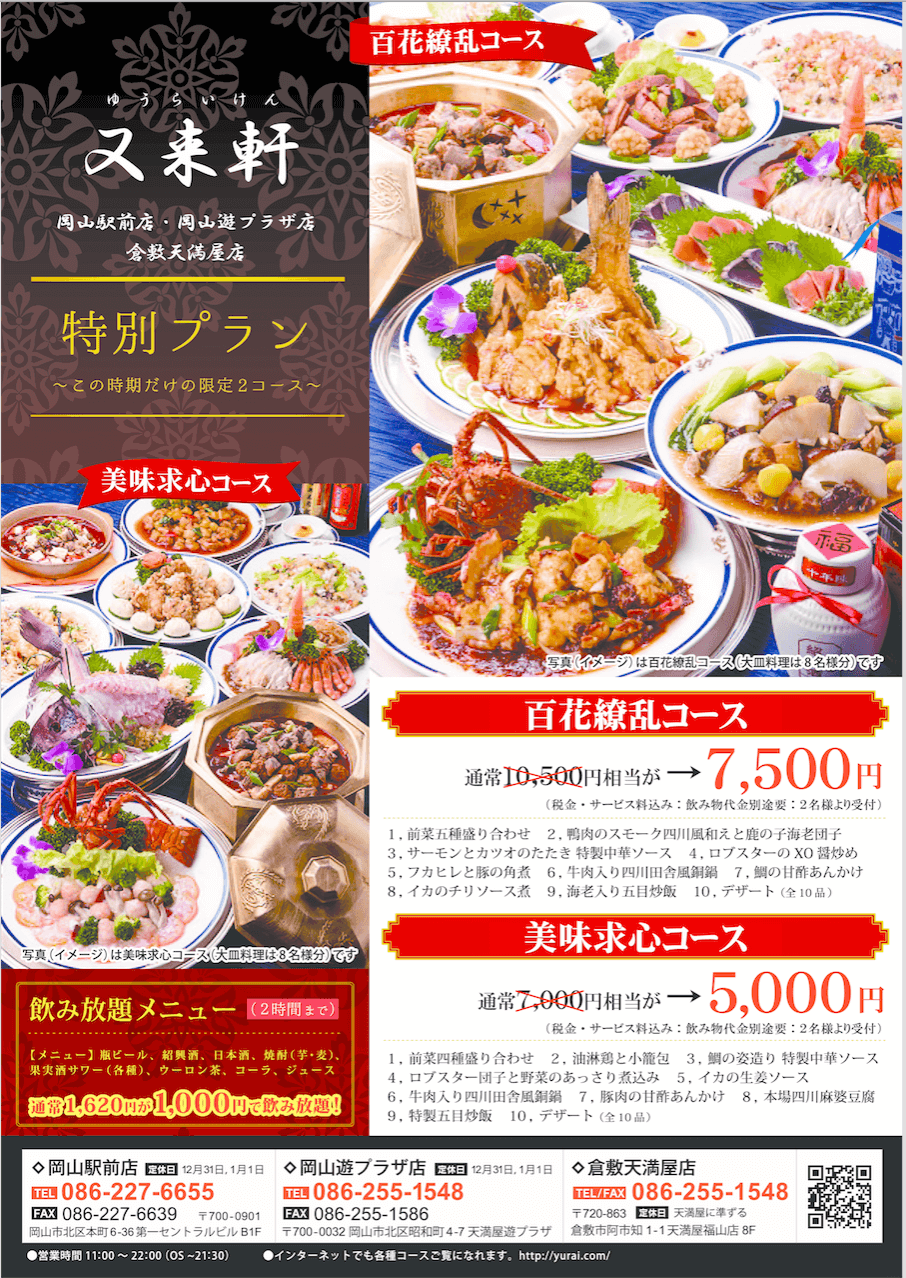 ゆうらいけん
又来軒
岡山駅前店・岡山遊プラザ店
倉敷天満屋店
特別プラン
〜この時期だけの限定2コース〜
百花繚乱コース
福
写真(イメージ)は百花繚乱コース(大皿料理は8名様分)です
美味求心コース
写真(イメージ)は美味求心コース(大皿料理は8名様分)です
飲み放題メニュー(2時間まで)
【メニュー】瓶ビール、紹興酒、日本酒、焼酎(芋・麦)、
果実酒サワー(各種)、ウーロン茶、コーラ、ジュース
通常1,620円が1,000円で飲み放題!
百花繚乱コース
通常10,500円相当が→7,500円
(税金・サービス料込み:飲み物代金別途要:2名様より受付)
1, 前菜五種盛り合わせ 2, 鴨肉のスモーク四川風和えと鹿の子海老団子
3, サーモンとカツオのたたき 特製中華ソース 4, ロブスターのXO醤炒め
5, フカヒレと豚の角煮 6, 牛肉入り四川田舎風銅鍋 7, 鯛の甘酢あんかけ
8, イカのチリソース煮 9, 海老入り五目炒飯 10, デザート(全10品)
美味求心コース
通常7,000円相当が→5,000円
(税金・サービス料込み:飲み物代金別途要:2名様より受付)
1, 前菜四種盛り合わせ 2, 油淋鶏と小籠包 3, 鯛の姿造り 特製中華ソース
4, ロブスター団子と野菜のあっさり煮込み 5, イカの生姜ソース
6, 牛肉入り四川田舎風銅鍋 7, 豚肉の甘酢あんかけ 8, 本場四川麻婆豆腐
9, 特製五目炒飯 10, デザート(全10品)
◇岡山駅前店 定休日 12月31日, 1月1日
TEL 086-227-6655
FAX 086-227-6639 〒700-0901
岡山市北区本町6-36第一セントラルビル B1F
◇岡山遊プラザ店 定休日 12月31日, 1月1日
TEL 086-255-1548
FAX 086-255-1586
〒700-0032 岡山市北区昭和町4-7 天満屋遊プラザ
◇倉敷天満屋店
TEL/FAX 086-255-1548
〒720-863 定休日 天満屋に準ずる
倉敷市阿知 1-1 天満屋福山店 8F
●営業時間 11:00〜22:00(OS〜21:30) ●インターネットでも各種コースご覧になれます。http://yurai.com/